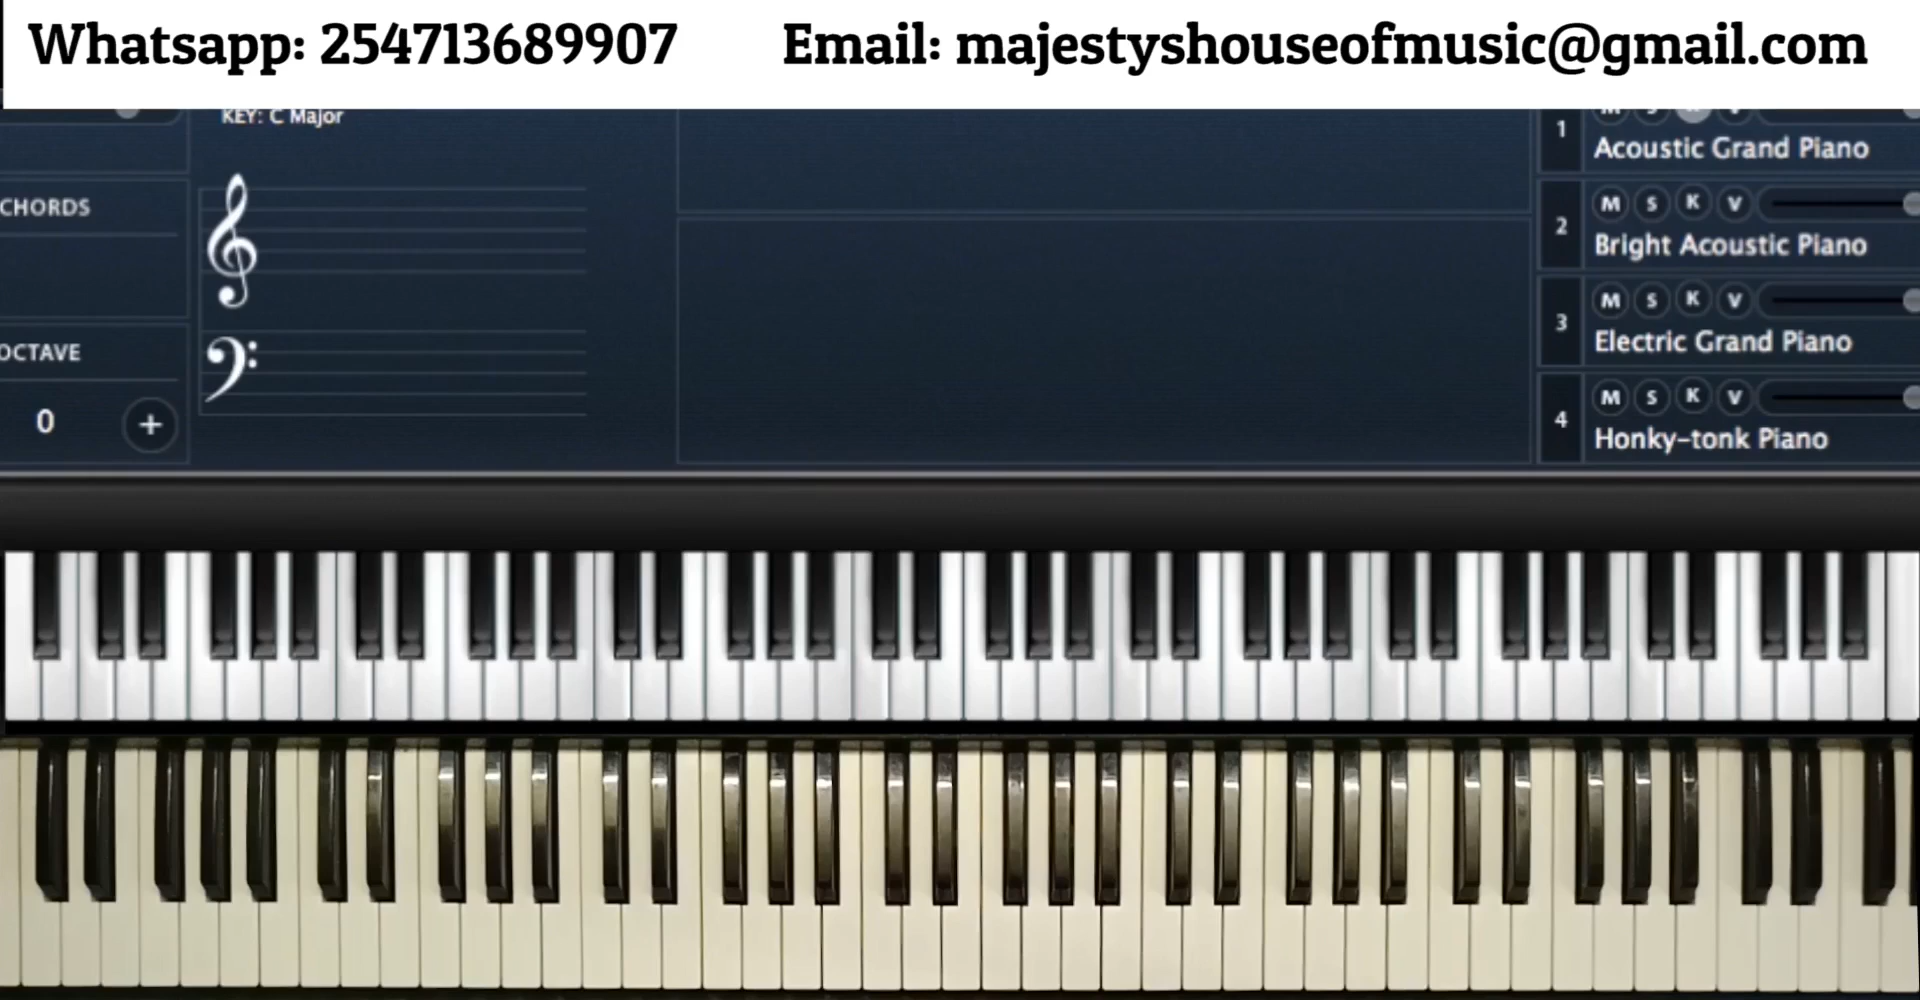 Whatsapp: 254713689907 Email: majestyshouseofmusic@gmail.com
KEY: C Major
CHORDS
OCTAVE
0 +
1 M S K V
Acoustic Grand Piano
2 M S K V
Bright Acoustic Piano
3 M S K V
Electric Grand Piano
4 M S K V
Honky-tonk Piano